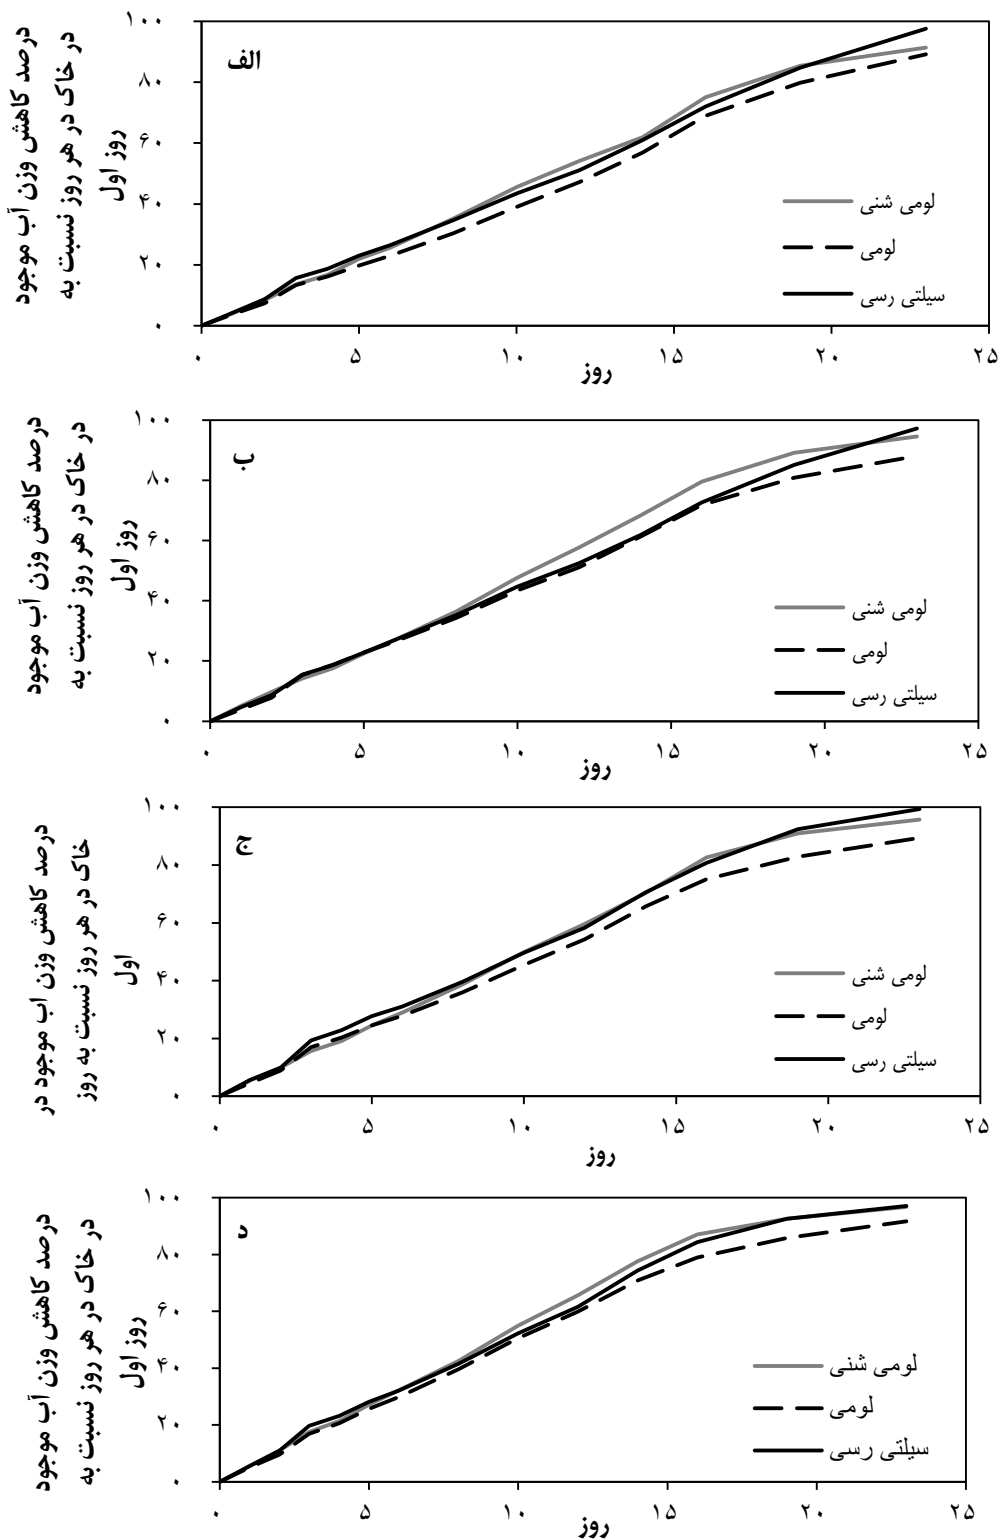 درصد کاهش وزن آب موجود
در خاک در هر روز نسبت به
روز اول
الف
۱۰۰
۸۰
۶۰
۴۰
۲۰
۰
لومی شنی
لومی
سیلتی رسی
۰ ۵ ۱۰ ۱۵ ۲۰ ۲۵
روز
درصد کاهش وزن آب موجود
در خاک در هر روز نسبت به
روز اول
ب
۱۰۰
۸۰
۶۰
۴۰
۲۰
۰
لومی شنی
لومی
سیلتی رسی
۰ ۵ ۱۰ ۱۵ ۲۰ ۲۵
روز
درصد کاهش وزن اب موجود در
خاک در هر روز نسبت به روز
اول
ج
۱۰۰
۸۰
۶۰
۴۰
۲۰
۰
لومی شنی
لومی
سیلتی رسی
۰ ۵ ۱۰ ۱۵ ۲۰ ۲۵
روز
درصد کاهش وزن آب موجود
در خاک در هر روز نسبت به
روز اول
د
۱۰۰
۸۰
۶۰
۴۰
۲۰
۰
لومی شنی
لومی
سیلتی رسی
۰ ۵ ۱۰ ۱۵ ۲۰ ۲۵
روز